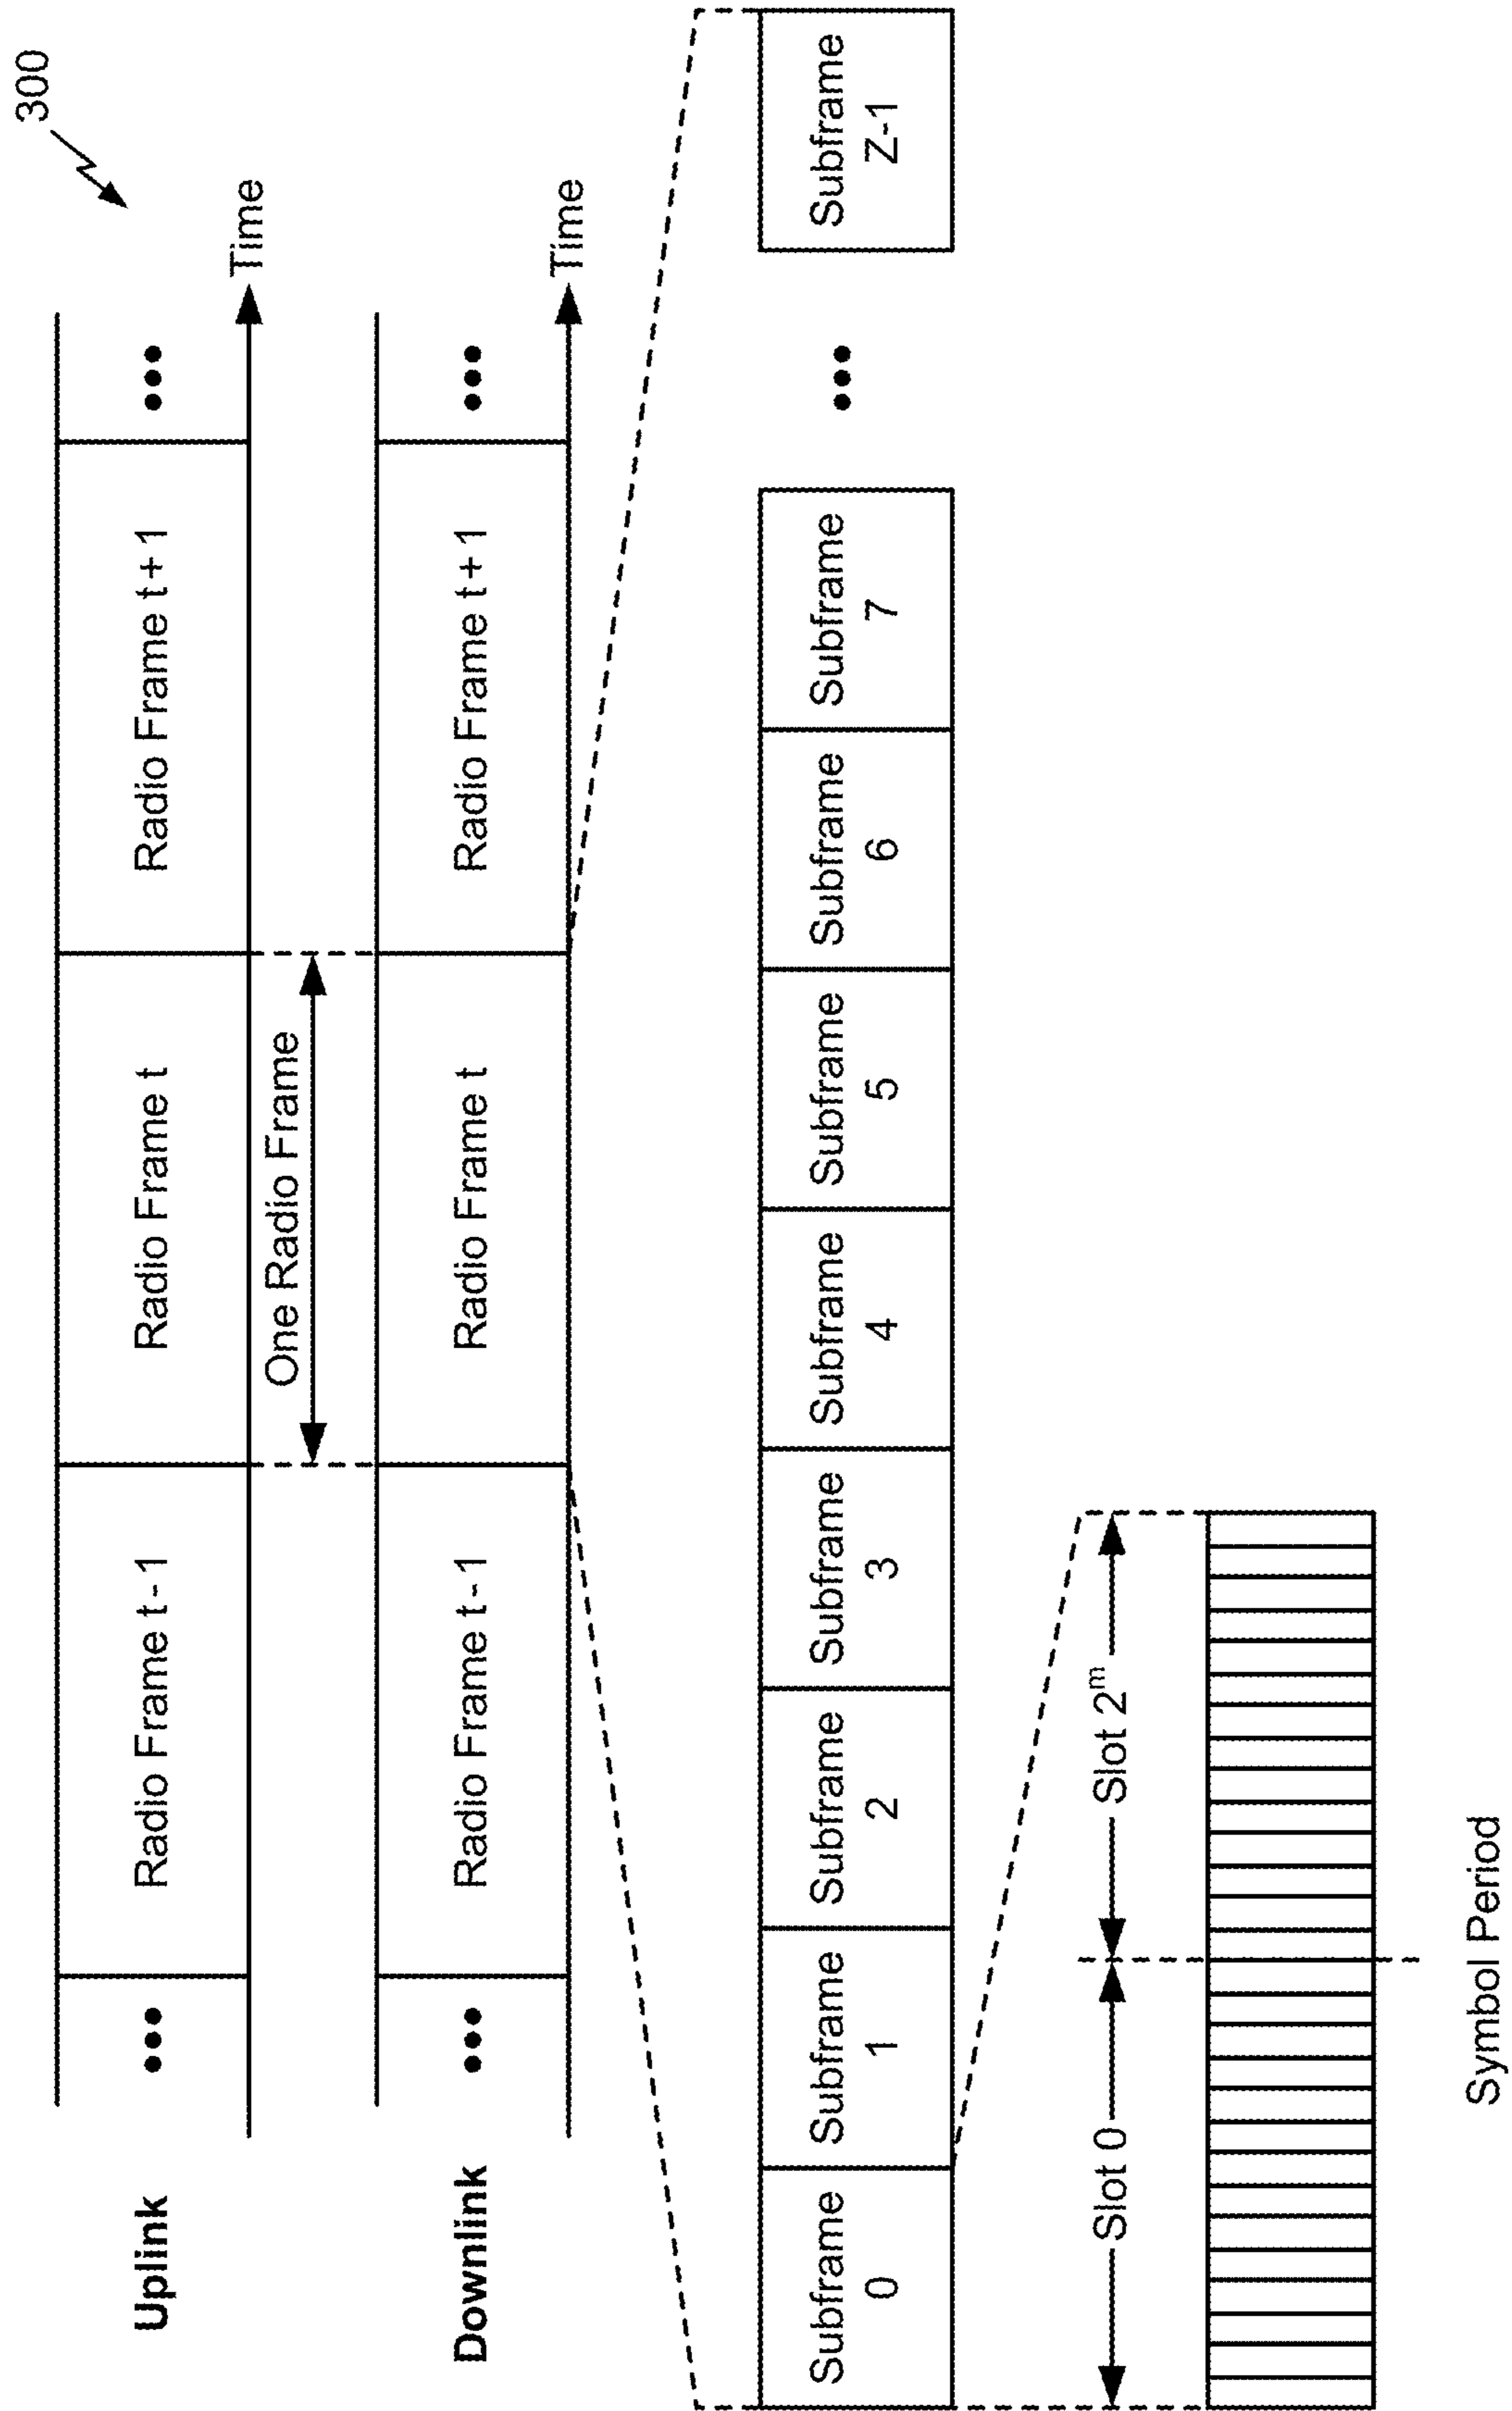 300
Uplink
••• Radio Frame t-1 Radio Frame t Radio Frame t+1 •••
Time
One Radio Frame
Downlink
••• Radio Frame t-1 Radio Frame t Radio Frame t+1 •••
Time
Subframe 0
Subframe 1
Subframe 2
Subframe 3
Subframe 4
Subframe 5
Subframe 6
Subframe 7
•••
Subframe Z-1
Slot 0
Slot 2ᵐ
Symbol Period